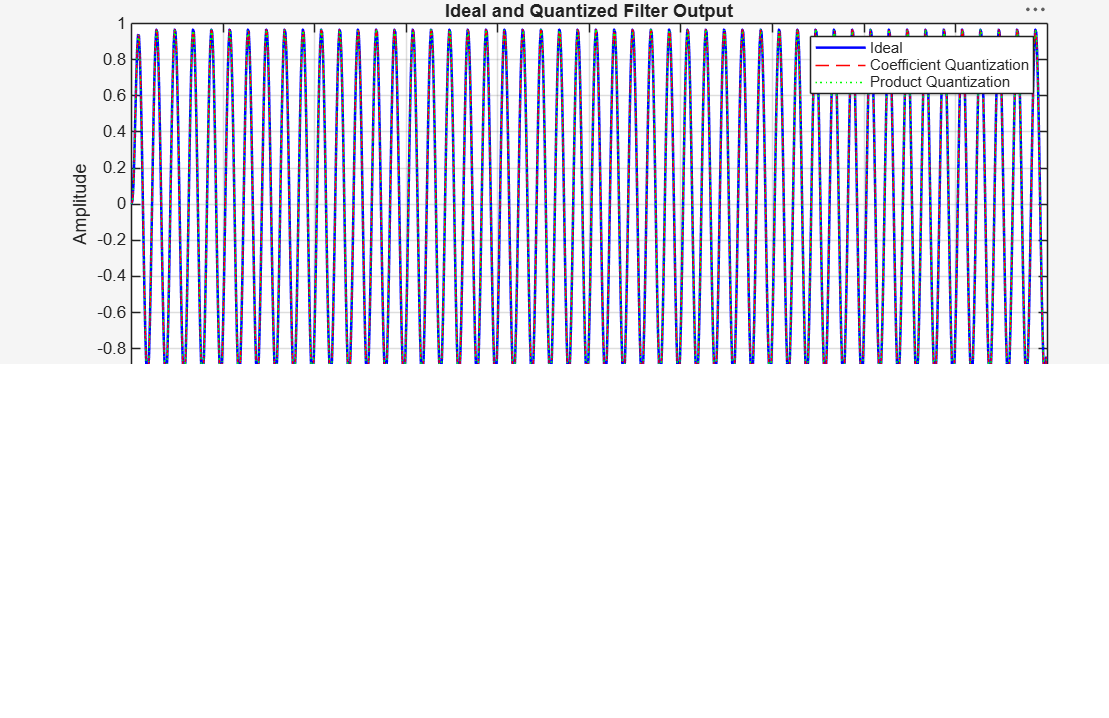 Ideal and Quantized Filter Output
1
0.8
0.6
0.4
0.2
0
-0.2
-0.4
-0.6
-0.8
Amplitude
Ideal
Coefficient Quantization
Product Quantization